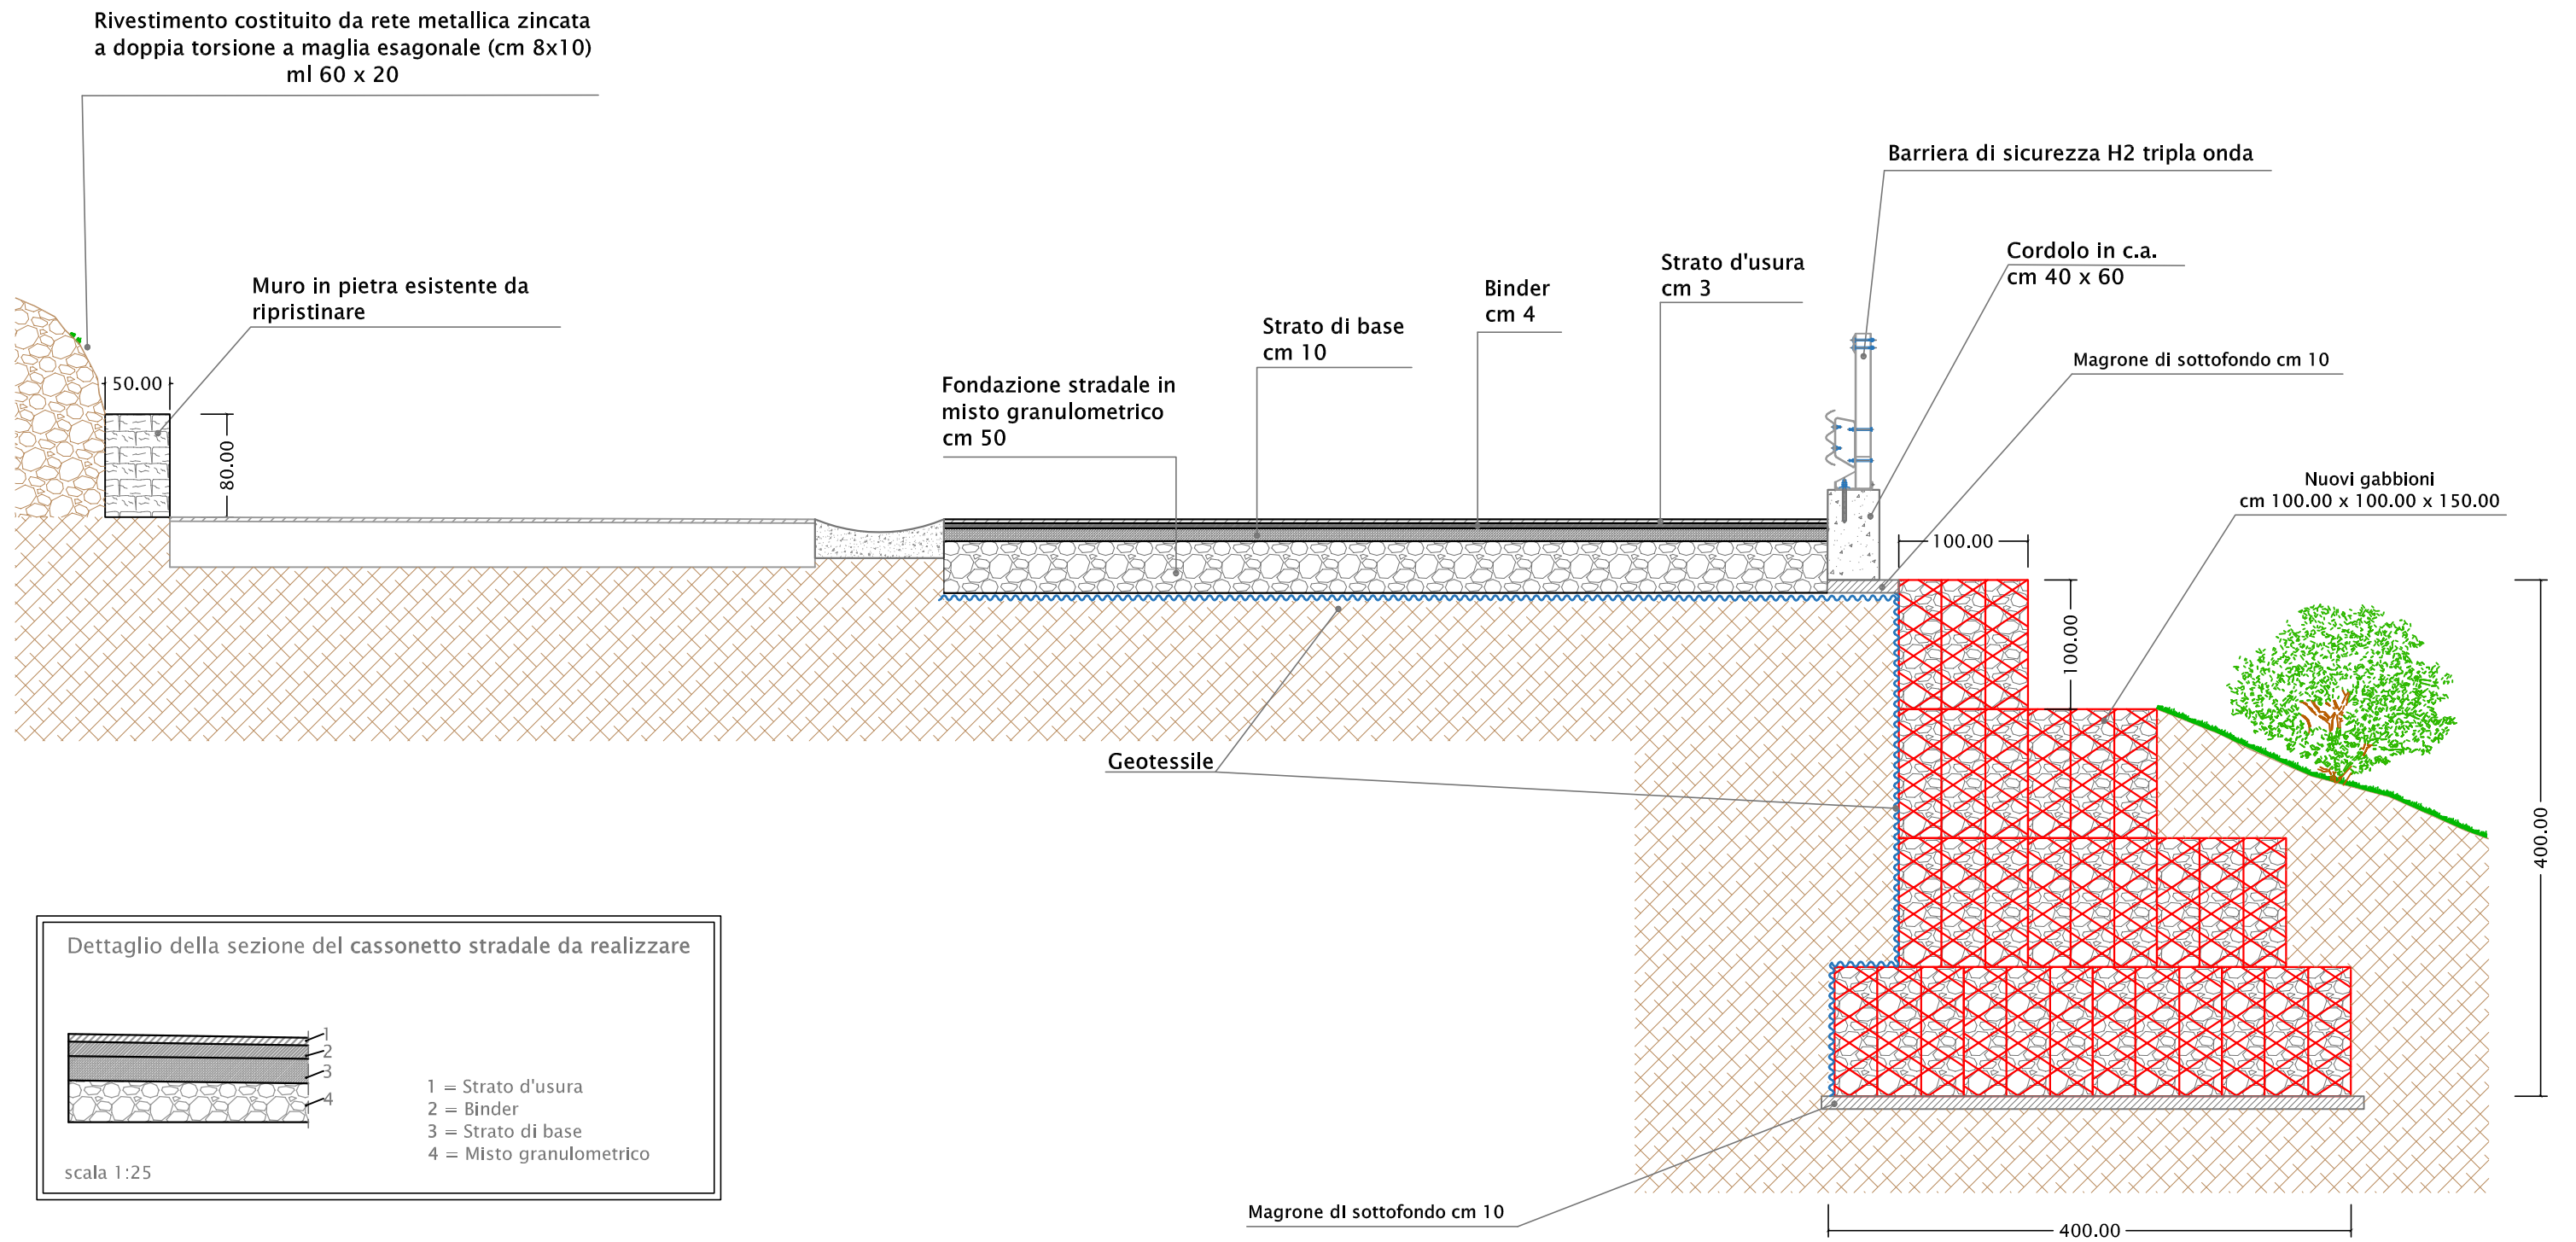 Rivestimento costituito da rete metallica zincata
a doppia torsione a maglia esagonale (cm 8x10)
ml 60 x 20
Barriera di sicurezza H2 tripla onda
Cordolo in c.a.
cm 40 x 60
Strato d'usura
cm 3
Muro in pietra esistente da
ripristinare
Binder
cm 4
Strato di base
cm 10
Magrone di sottofondo cm 10
Fondazione stradale in
misto granulometrico
cm 50
50.00
80.00
Nuovi gabbioni
cm 100.00 x 100.00 x 150.00
100.00
100.00
Geotessile
400.00
Dettaglio della sezione del cassonetto stradale da realizzare
1
2
3
4
1 = Strato d'usura
2 = Binder
3 = Strato di base
4 = Misto granulometrico
scala 1:25
Magrone dI sottofondo cm 10
400.00